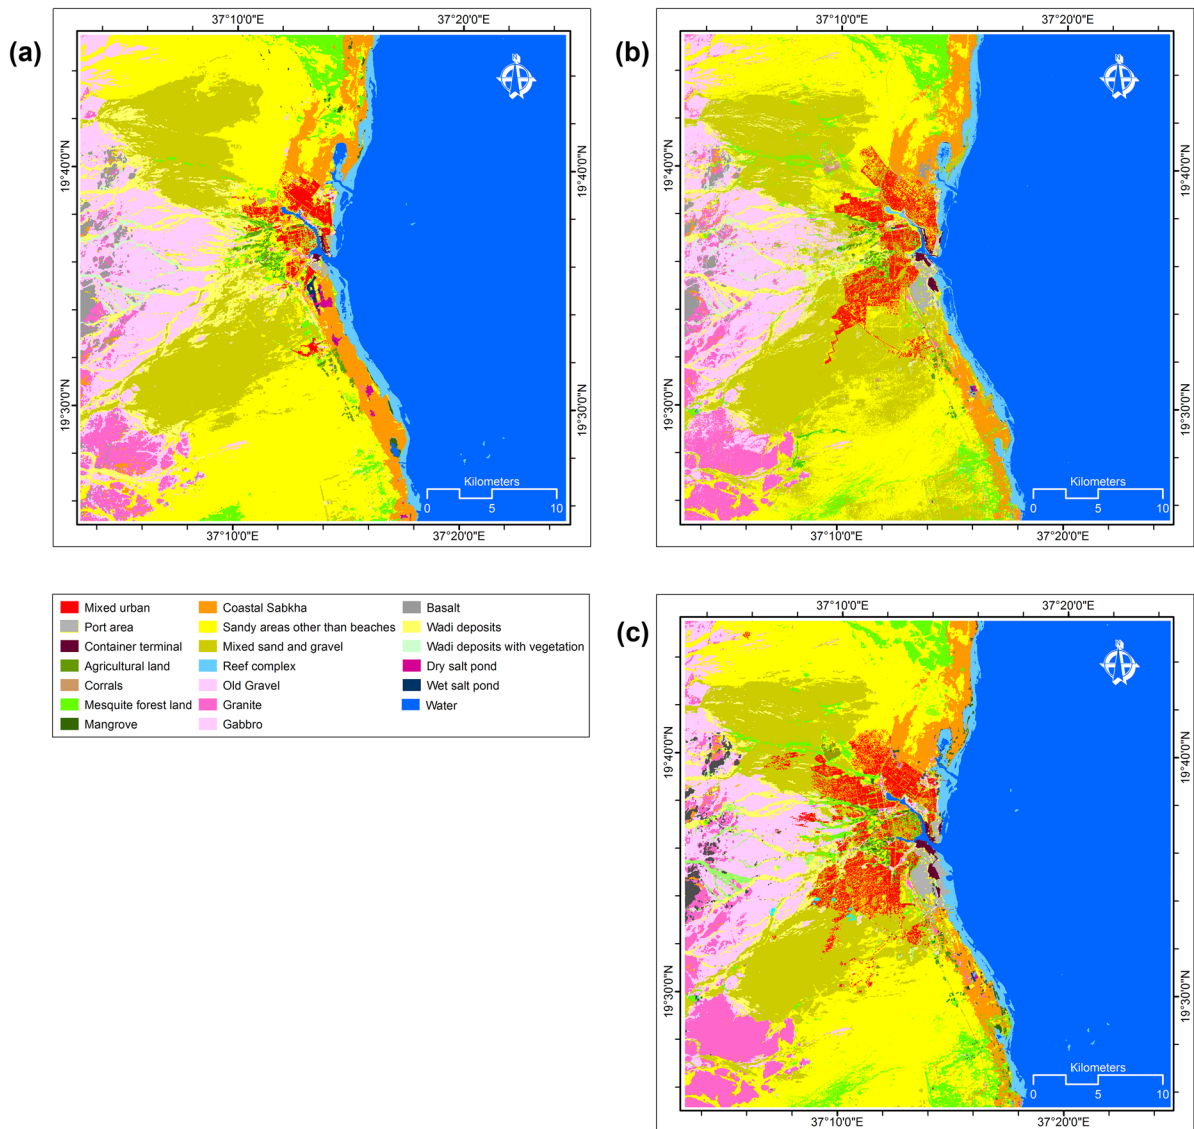 (a)
37°10'0"E 37°20'0"E
19°40'0"N 19°40'0"N
19°30'0"N 19°30'0"N
Kilometers
0 5 10
37°10'0"E 37°20'0"E
(b)
37°10'0"E 37°20'0"E
19°40'0"N 19°40'0"N
19°30'0"N 19°30'0"N
Kilometers
0 5 10
37°10'0"E 37°20'0"E
Mixed urban
Port area
Container terminal
Agricultural land
Corrals
Mesquite forest land
Mangrove
Coastal Sabkha
Sandy areas other than beaches
Mixed sand and gravel
Reef complex
Old Gravel
Granite
Gabbro
Basalt
Wadi deposits
Wadi deposits with vegetation
Dry salt pond
Wet salt pond
Water
(c)
37°10'0"E 37°20'0"E
19°40'0"N 19°40'0"N
19°30'0"N 19°30'0"N
Kilometers
0 5 10
37°10'0"E 37°20'0"E